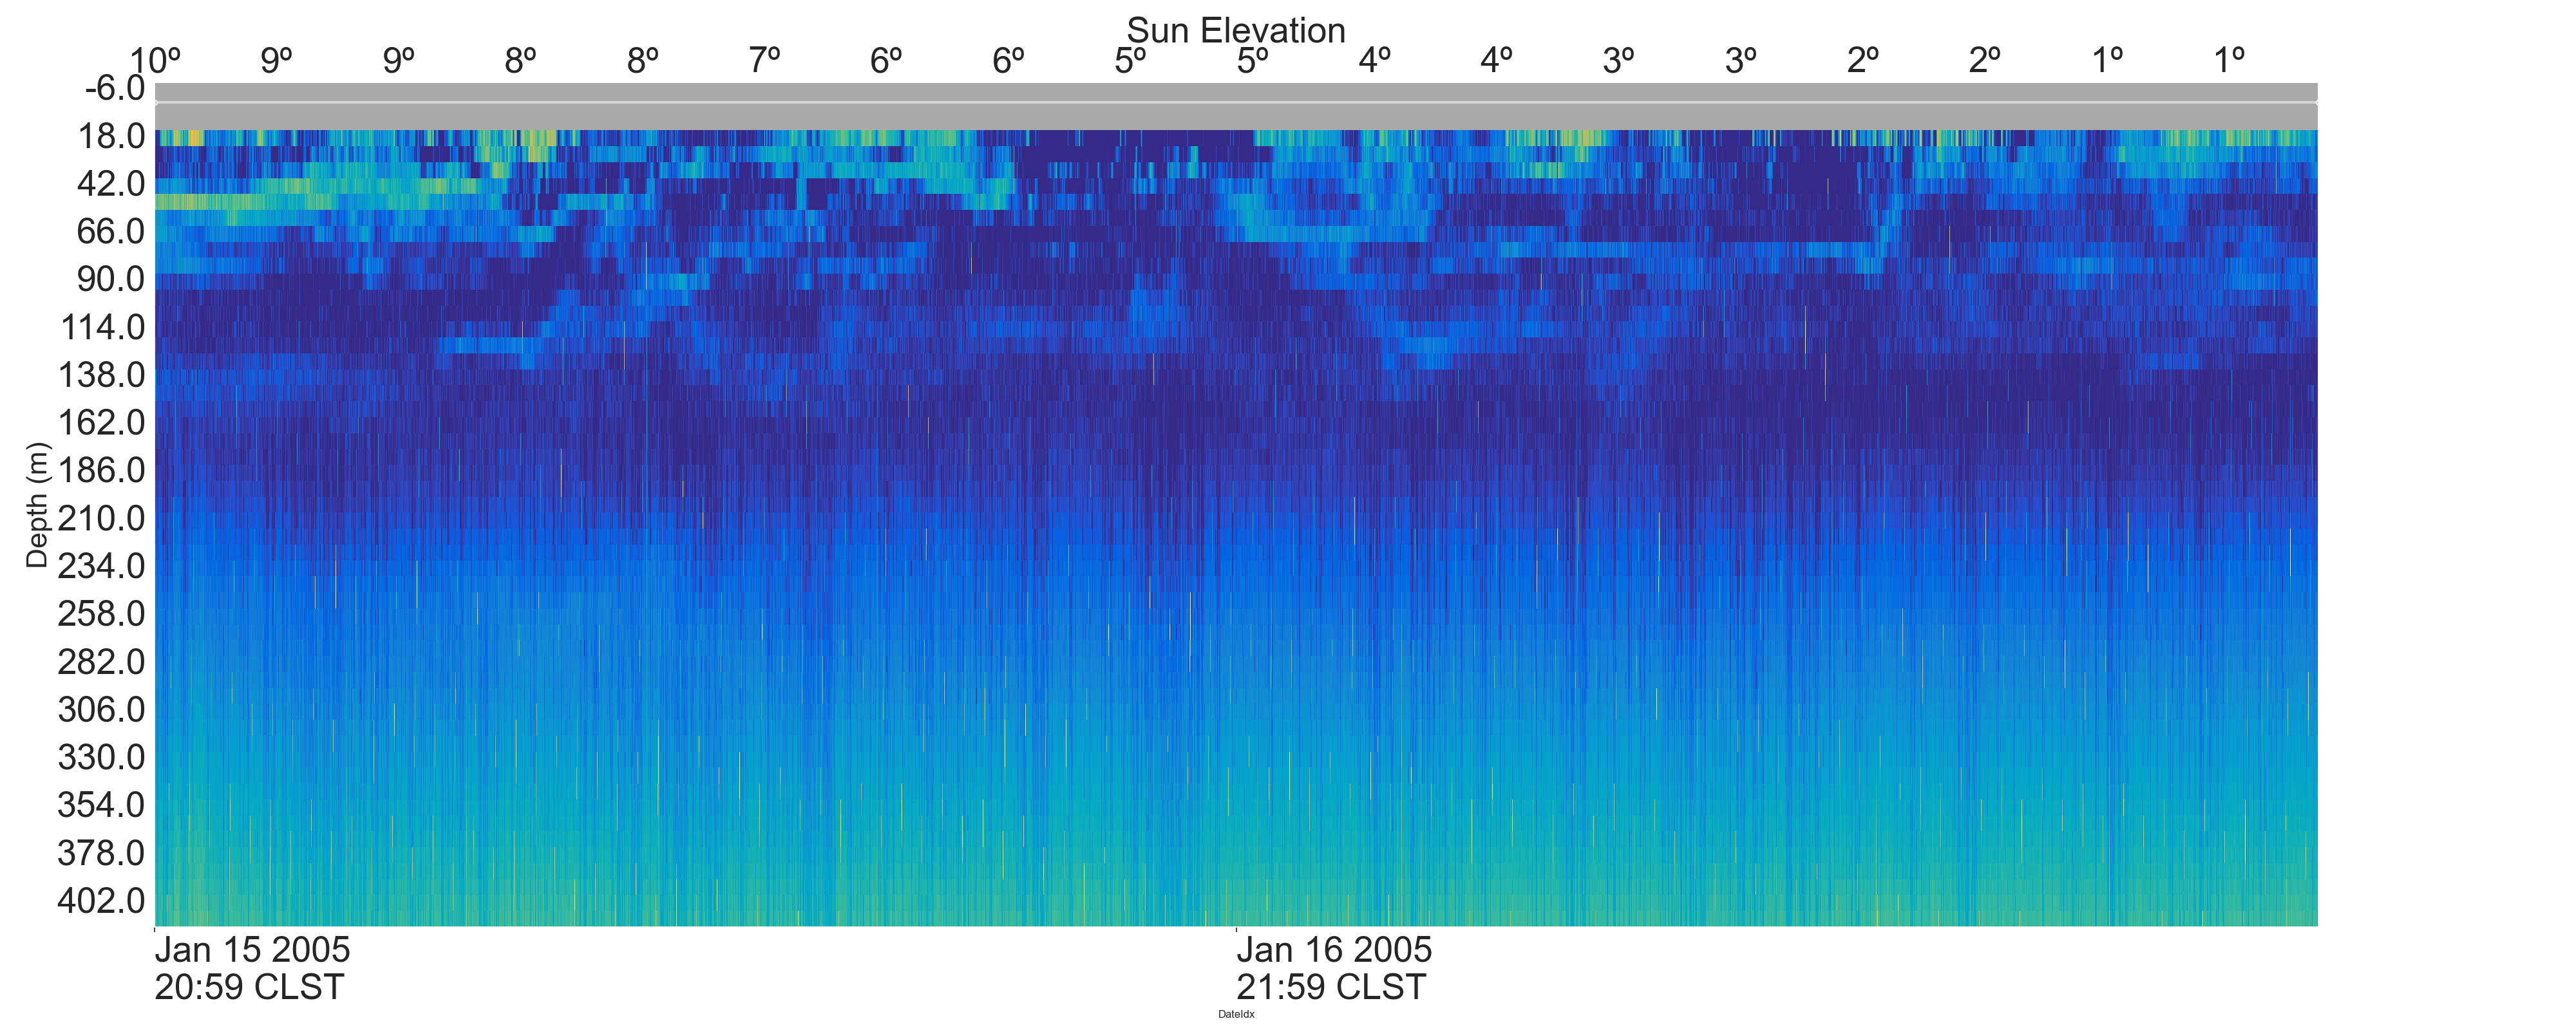 Sun Elevation
10º 9º 9º 8º 8º 7º 6º 6º 5º 5º 4º 4º 3º 3º 2º 2º 1º 1º
-6.0
18.0
42.0
66.0
90.0
114.0
138.0
162.0
186.0
210.0
234.0
258.0
282.0
306.0
330.0
354.0
378.0
402.0
Depth (m)
Jan 15 2005
20:59 CLST
Jan 16 2005
21:59 CLST
DateIdx